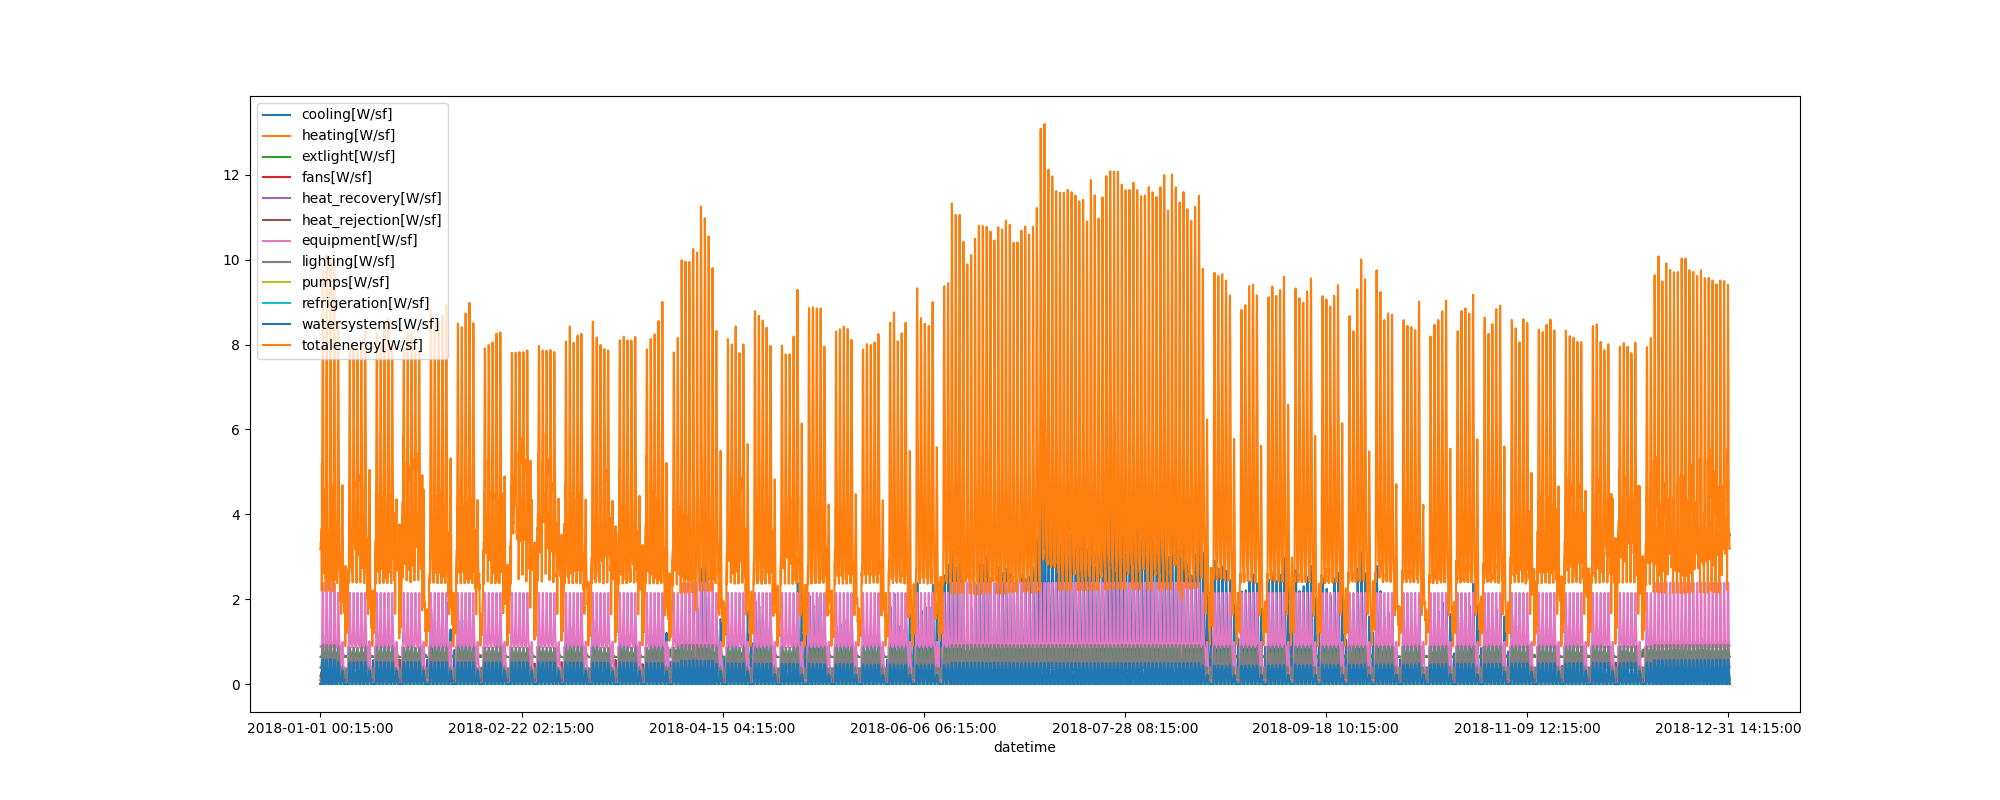 cooling[W/sf]
heating[W/sf]
extlight[W/sf]
fans[W/sf]
heat_recovery[W/sf]
heat_rejection[W/sf]
equipment[W/sf]
lighting[W/sf]
pumps[W/sf]
refrigeration[W/sf]
watersystems[W/sf]
totalenergy[W/sf]
12
10
8
6
4
2
0
2018-01-01 00:15:00 2018-02-22 02:15:00 2018-04-15 04:15:00 2018-06-06 06:15:00 2018-07-28 08:15:00 2018-09-18 10:15:00 2018-11-09 12:15:00 2018-12-31 14:15:00
datetime